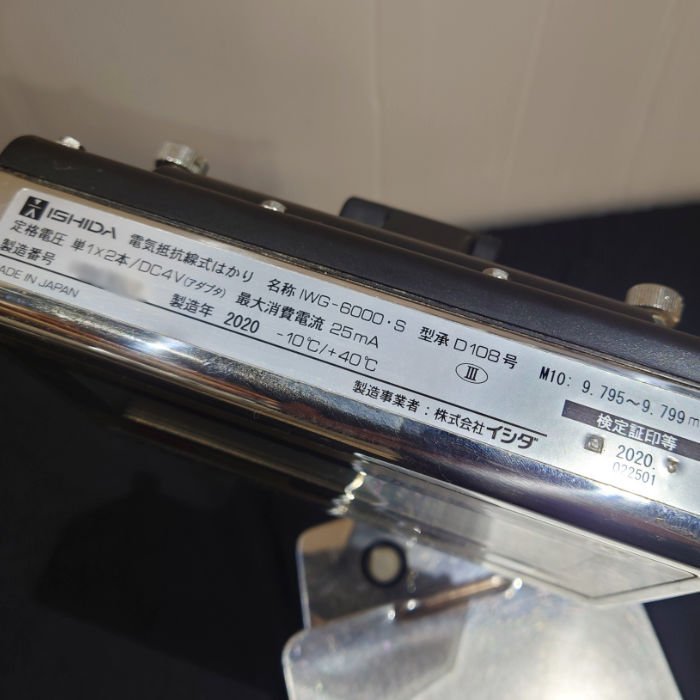 ISHIDA 電気抵抗線式はかり 名称 IWG-6000・S 型承 D108号
定格電圧 単1×2本/DC4V(アダプタ) 最大消費電流 25mA III M10: 9.795~9.799m
製造番号 製造年 2020 -10℃/+40℃
MADE IN JAPAN
製造事業者:株式会社イシダ
検定証印等
2020.
022501